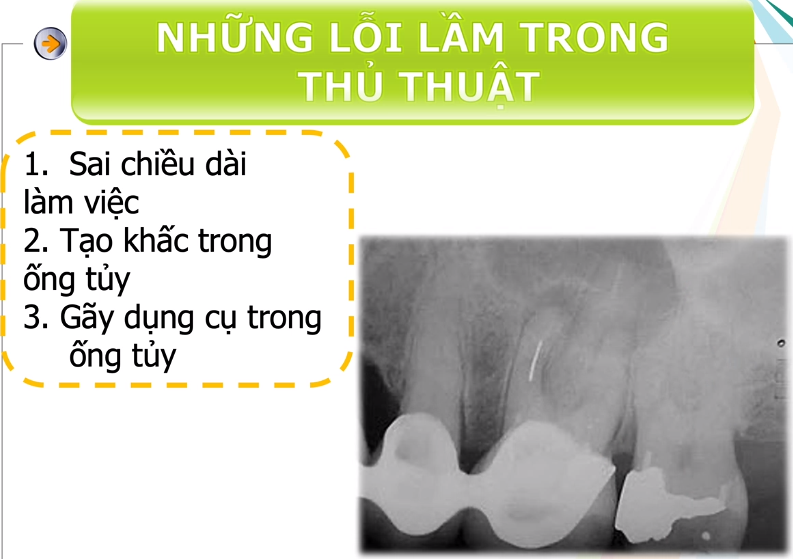 NHỮNG LỖI LẦM TRONG
THỦ THUẬT
1. Sai chiều dài
làm việc
2. Tạo khấc trong
ống tủy
3. Gãy dụng cụ trong
ống tủy